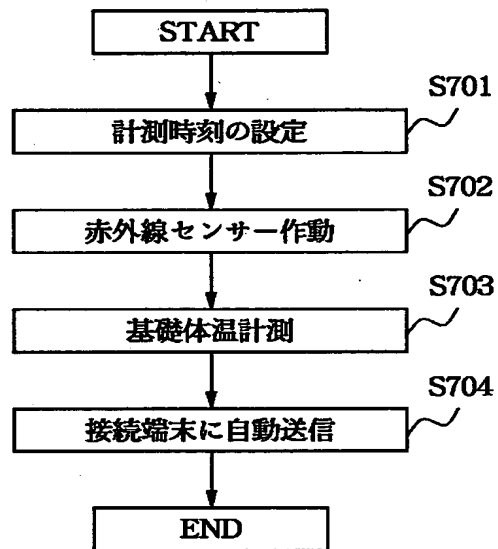 START
S701
計測時刻の設定
S702
赤外線センサー作動
S703
基礎体温計測
S704
接続端末に自動送信
END